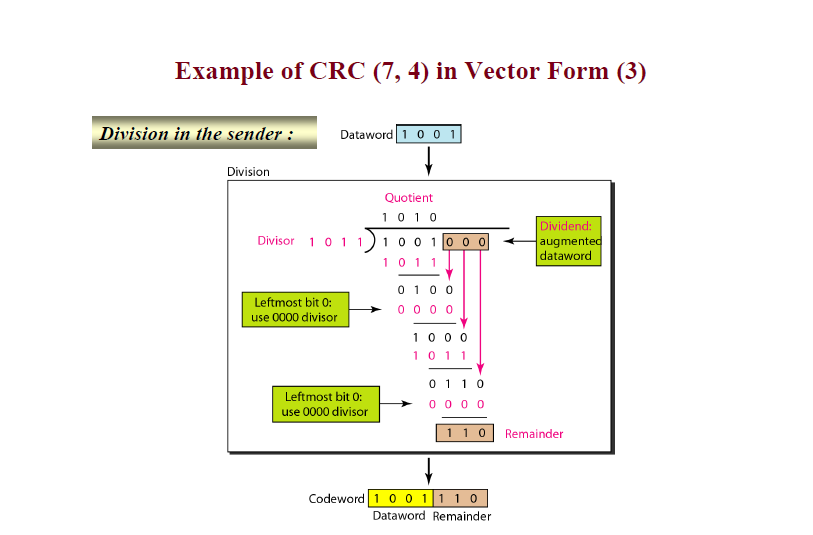 Example of CRC (7, 4) in Vector Form (3)
Division in the sender :
Dataword 1 0 0 1
Division
Quotient
1 0 1 0
Divisor 1 0 1 1 1 0 0 1 0 0 0
Dividend:
augmented
dataword
1 0 1 1
0 1 0 0
Leftmost bit 0:
use 0000 divisor
0 0 0 0
1 0 0 0
1 0 1 1
0 1 1 0
Leftmost bit 0:
use 0000 divisor
0 0 0 0
1 1 0 Remainder
Codeword 1 0 0 1 1 1 0
Dataword Remainder